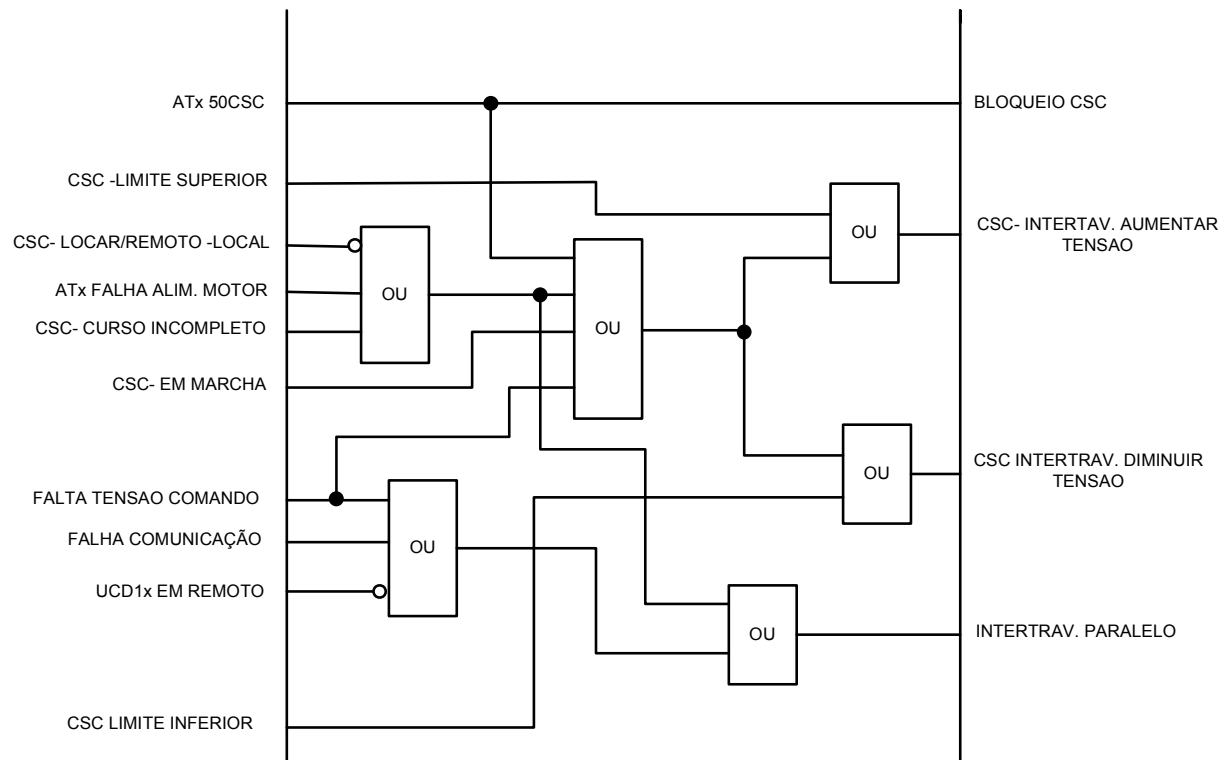 ATx 50CSC
BLOQUEIO CSC
CSC -LIMITE SUPERIOR
CSC- LOCAR/REMOTO -LOCAL
OU
CSC- INTERTAV. AUMENTAR
TENSAO
ATx FALHA ALIM. MOTOR
OU
CSC- CURSO INCOMPLETO
OU
CSC- EM MARCHA
OU
CSC INTERTRAV. DIMINUIR
TENSAO
FALTA TENSAO COMANDO
FALHA COMUNICAÇÃO
OU
UCD1x EM REMOTO
OU
INTERTRAV. PARALELO
CSC LIMITE INFERIOR